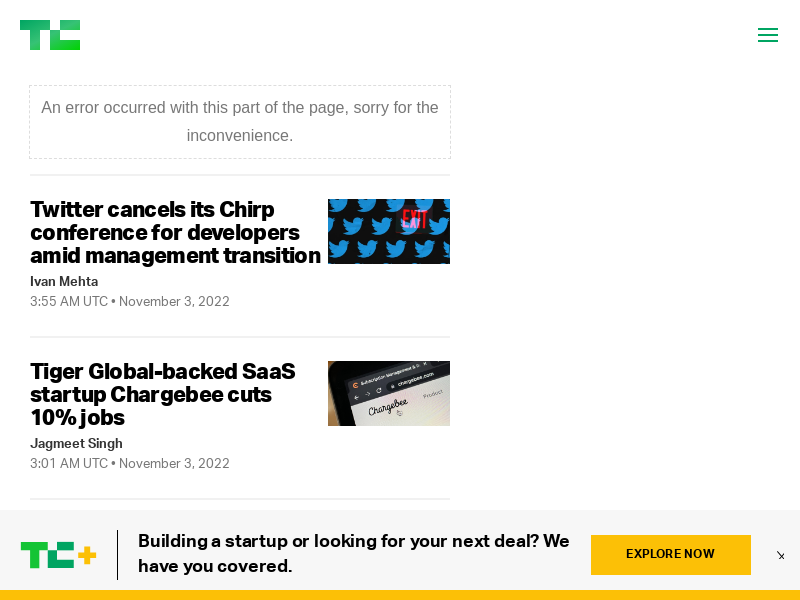 TC
An error occurred with this part of the page, sorry for the
inconvenience.
Twitter cancels its Chirp
conference for developers
amid management transition
EXIT
Ivan Mehta
3:55 AM UTC • November 3, 2022
Tiger Global-backed SaaS
startup Chargebee cuts
10% jobs
chargebee.com
Chargebee
Product
Jagmeet Singh
3:01 AM UTC • November 3, 2022
TC+
Building a startup or looking for your next deal? We
have you covered.
EXPLORE NOW